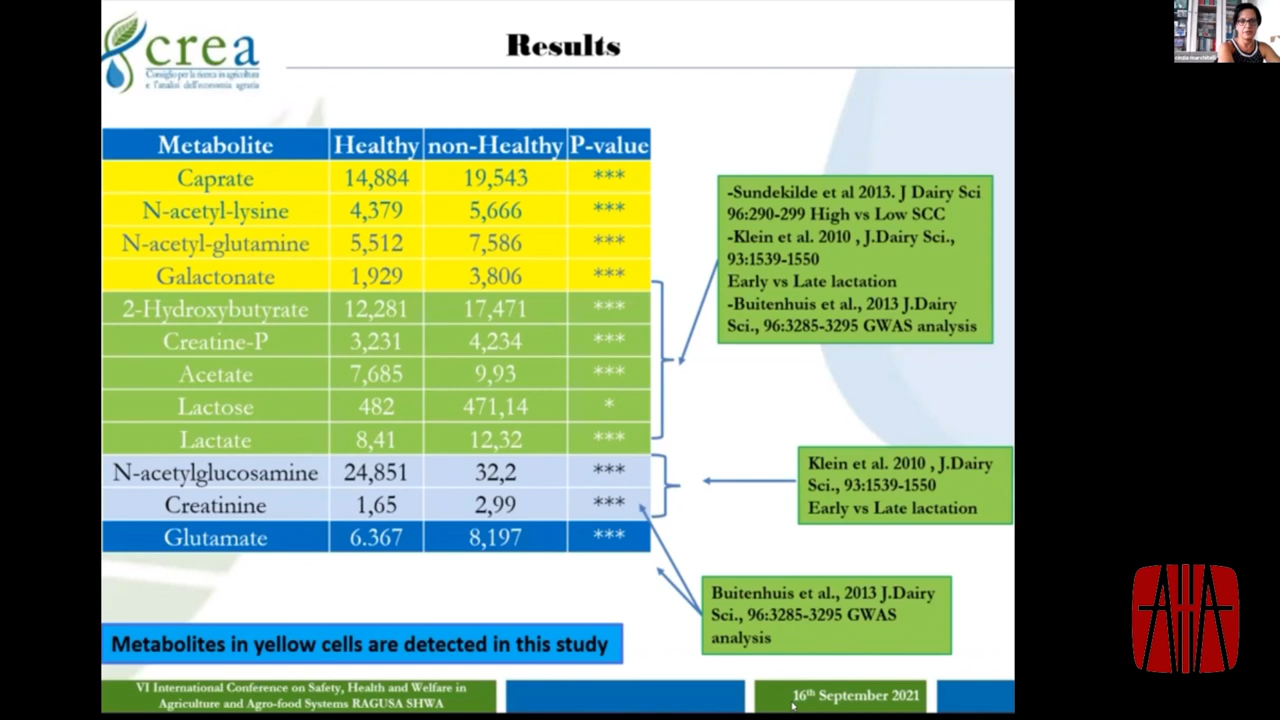 crea
Consiglio per la ricerca in agricoltura
e l'analisi dell'economia agraria
Results
Metabolite Healthy non-Healthy P-value
Caprate 14,884 19,543 ***
N-acetyl-lysine 4,379 5,666 ***
N-acetyl-glutamine 5,512 7,586 ***
Galactonate 1,929 3,806 ***
2-Hydroxybutyrate 12,281 17,471 ***
Creatine-P 3,231 4,234 ***
Acetate 7,685 9,93 ***
Lactose 482 471,14 *
Lactate 8,41 12,32 ***
N-acetylglucosamine 24,851 32,2 ***
Creatinine 1,65 2,99 ***
Glutamate 6.367 8,197 ***
-Sundekilde et al 2013. J Dairy Sci
96:290-299 High vs Low SCC
-Klein et al. 2010 , J.Dairy Sci.,
93:1539-1550
Early vs Late lactation
-Buitenhuis et al., 2013 J.Dairy
Sci., 96:3285-3295 GWAS analysis
Klein et al. 2010 , J.Dairy
Sci., 93:1539-1550
Early vs Late lactation
Buitenhuis et al., 2013 J.Dairy
Sci., 96:3285-3295 GWAS
analysis
Metabolites in yellow cells are detected in this study
VI International Conference on Safety, Health and Welfare in
Agriculture and Agro-food Systems RAGUSA SHWA
16th September 2021